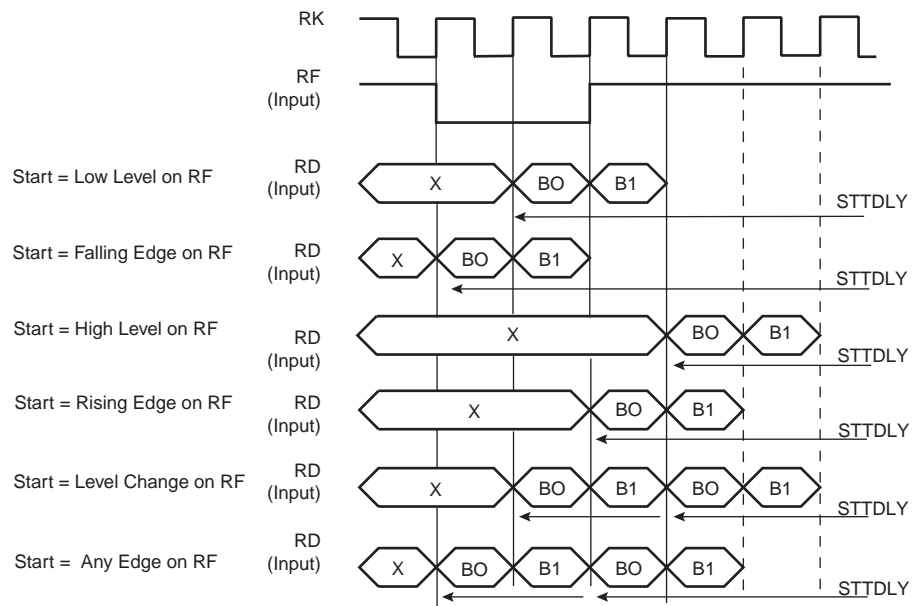 RK
RF
(Input)
Start = Low Level on RF
RD
(Input)
X
BO
B1
STTDLY
Start = Falling Edge on RF
RD
(Input)
X
BO
B1
STTDLY
Start = High Level on RF
RD
(Input)
X
BO
B1
STTDLY
Start = Rising Edge on RF
RD
(Input)
X
BO
B1
STTDLY
Start = Level Change on RF
RD
(Input)
X
BO
B1
BO
B1
STTDLY
Start = Any Edge on RF
RD
(Input)
X
BO
B1
BO
B1
STTDLY